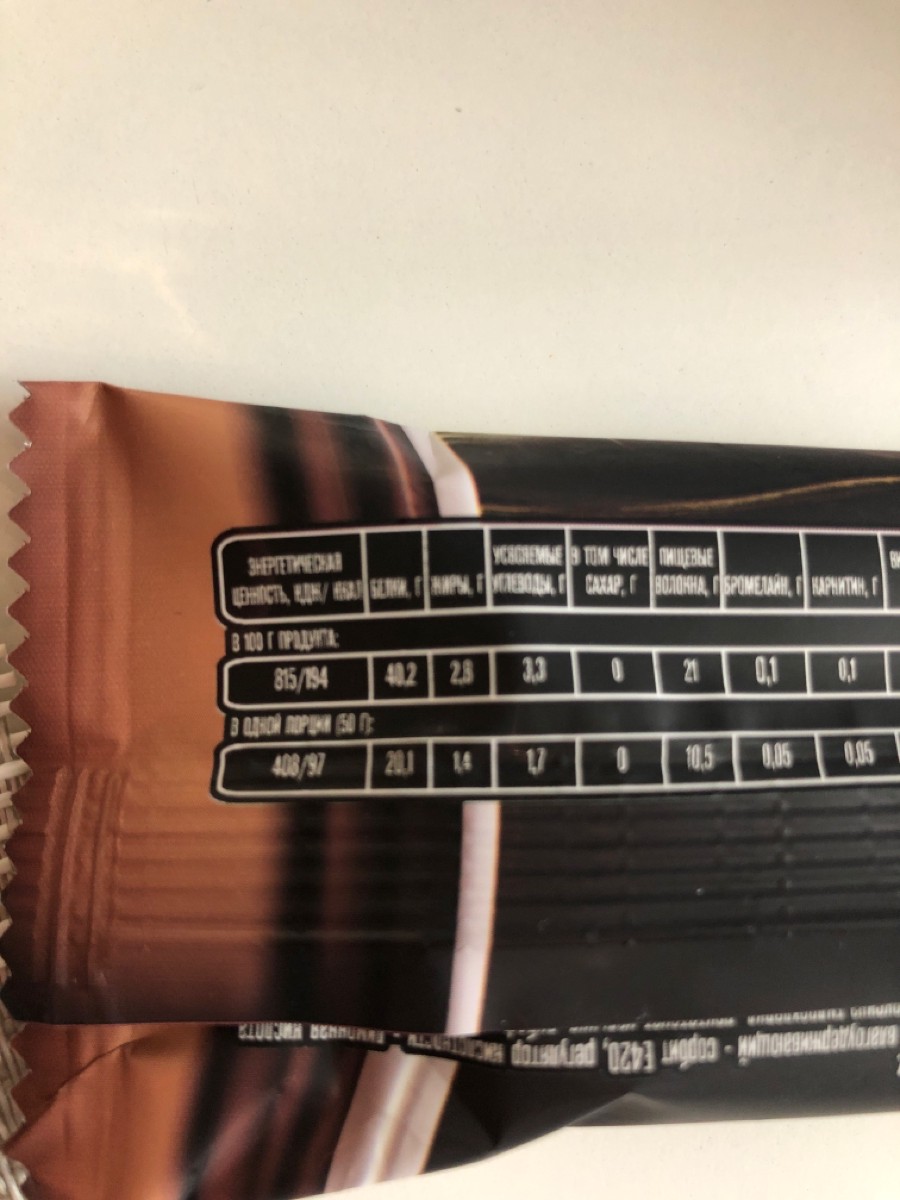 ЭНЕРГЕТИЧЕСКАЯ ЦЕННОСТЬ, КДЖ/ ККАЛ БЕЛКИ, Г ЖИРЫ, Г УСВОЯЕМЫЕ УГЛЕВОДЫ, Г В ТОМ ЧИСЛЕ САХАР, Г ПИЩЕВЫЕ ВОЛОКНА, Г БРОМЕЛАЙН, Г КАРНИТИН, Г
В 100 Г ПРОДУКТА:
815/194 40,2 2,8 3,3 0 21 0,1 0,1
В ОДНОЙ ПОРЦИИ (50 Г):
408/97 20,1 1,4 1,7 0 10,5 0,05 0,05
влагоудерживающий - сорбит Е420, регулятор кислотности - лимонная кислота